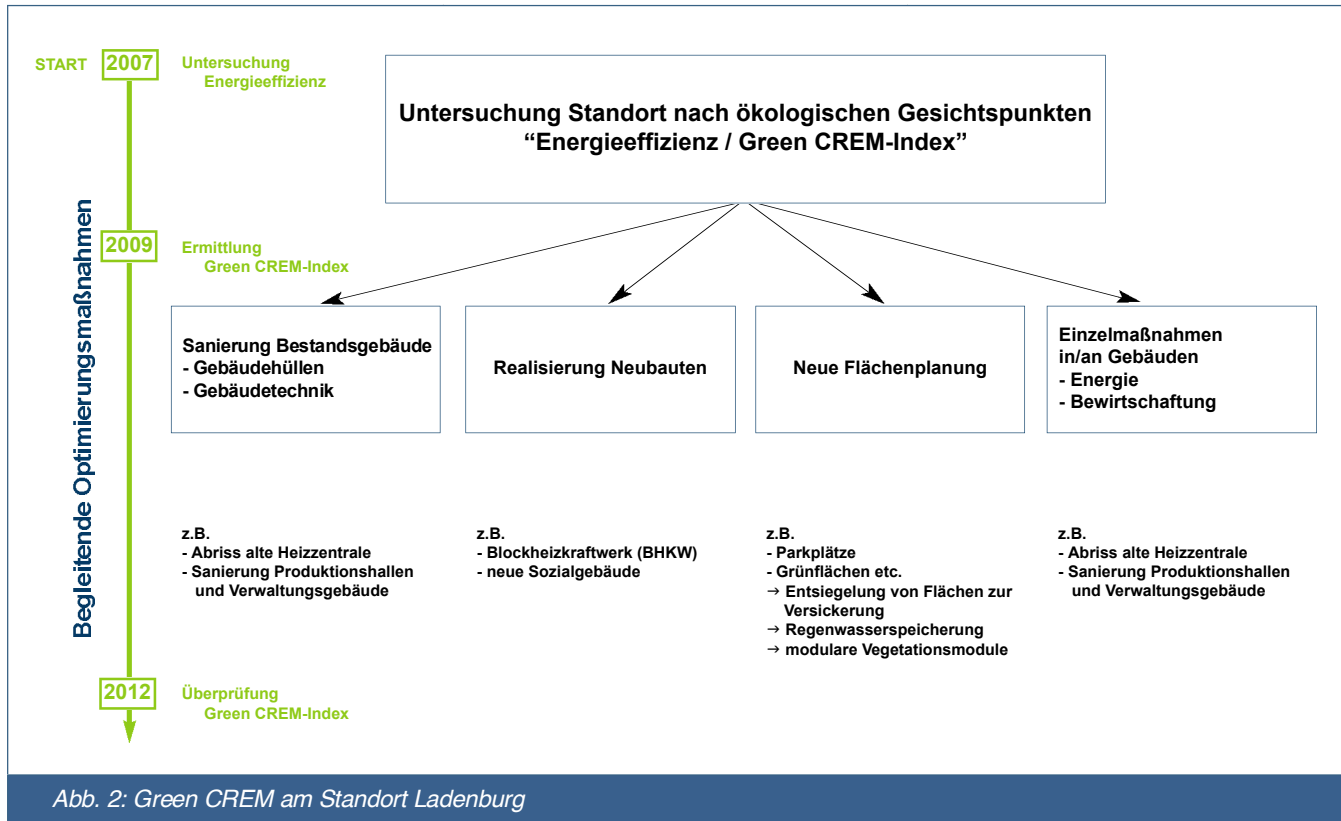 START
2007
Untersuchung
Energieeffizienz
Untersuchung Standort nach ökologischen Gesichtspunkten
“Energieeffizienz / Green CREM-Index”
Begleitende Optimierungsmaßnahmen
2009
Ermittlung
Green CREM-Index
Sanierung Bestandsgebäude
- Gebäudehüllen
- Gebäudetechnik
Realisierung Neubauten
Neue Flächenplanung
Einzelmaßnahmen
in/an Gebäuden
- Energie
- Bewirtschaftung
z.B.
- Abriss alte Heizzentrale
- Sanierung Produktionshallen
und Verwaltungsgebäude
z.B.
- Blockheizkraftwerk (BHKW)
- neue Sozialgebäude
z.B.
- Parkplätze
- Grünflächen etc.
→ Entsiegelung von Flächen zur
Versickerung
→ Regenwasserspeicherung
→ modulare Vegetationsmodule
z.B.
- Abriss alte Heizzentrale
- Sanierung Produktionshallen
und Verwaltungsgebäude
2012
Überprüfung
Green CREM-Index
Abb. 2: Green CREM am Standort Ladenburg